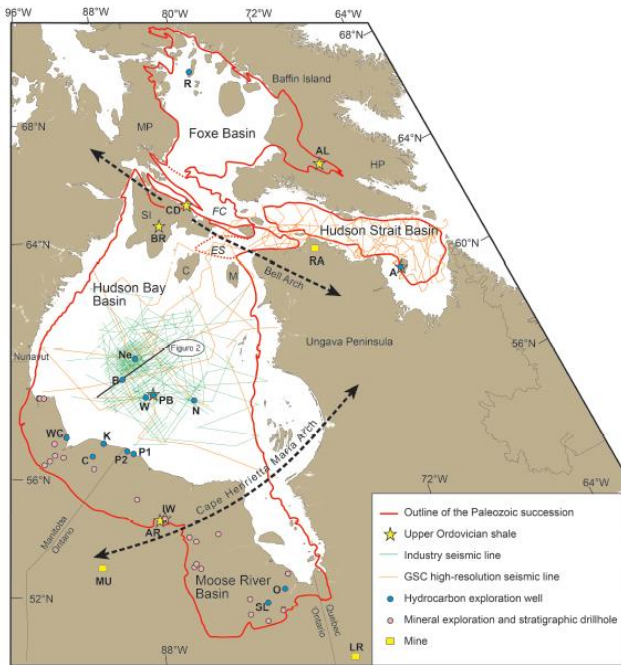 96°W 88°W 80°W 72°W 64°W
68°N
R
Baffin Island
MP
Foxe Basin
68°N
64°N
AL
HP
CD
FC
SI
Hudson Strait Basin
BR
60°N
64°N
ES
RA
C M
Bell Arch
A
Hudson Bay
Basin
Ungava Peninsula
56°N
Nunavut
Ne
Figure 2
B
W PB N
C
WC K
C P2 P1
72°W 64°W
56°N
Cape Henrietta Maria Arch
Manitoba
Ontario
IW
AR
MU
Moose River
Basin
O
SL
52°N
Quebec
Ontario
LR
88°W
Outline of the Paleozoic succession
Upper Ordovician shale
Industry seismic line
GSC high-resolution seismic line
Hydrocarbon exploration well
Mineral exploration and stratigraphic drillhole
Mine